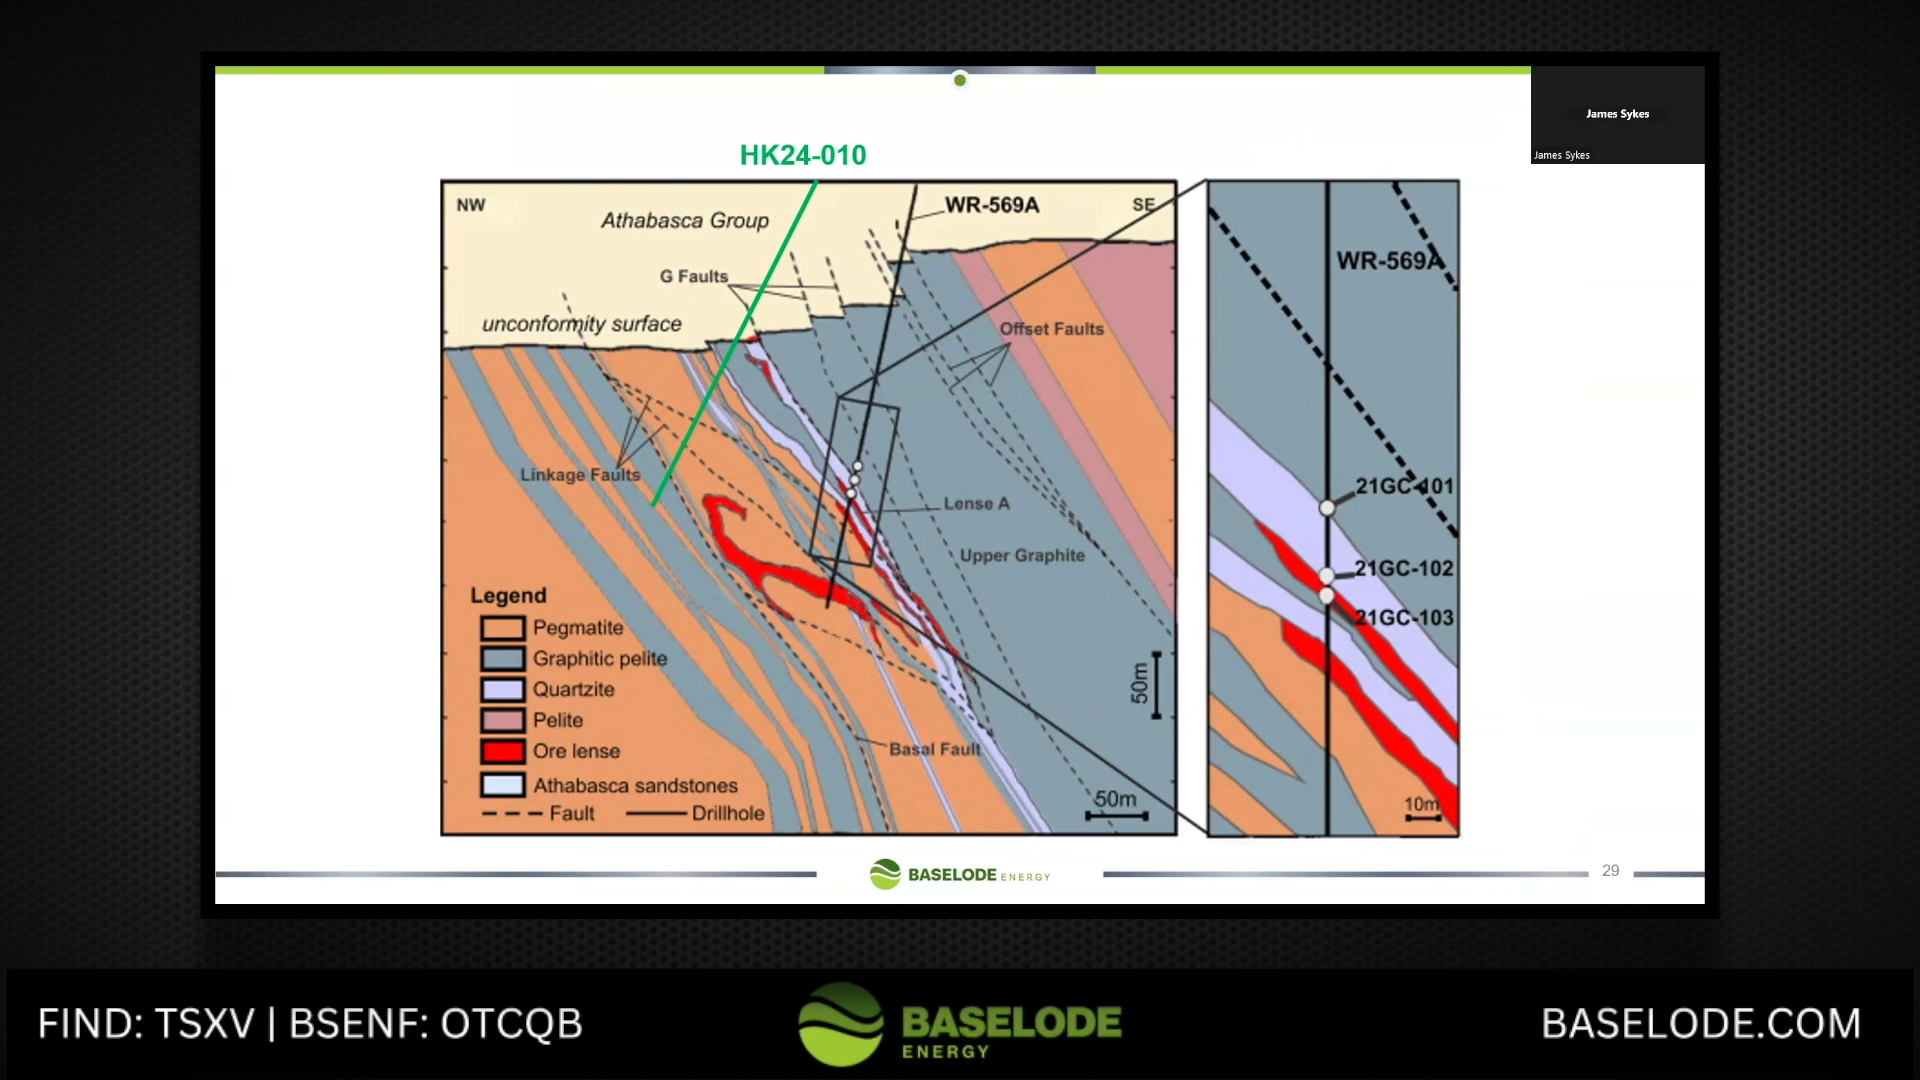 James Sykes
James Sykes
HK24-010
NW
Athabasca Group
WR-569A
SE
G Faults
unconformity surface
Offset Faults
Linkage Faults
Lense A
Upper Graphite
Legend
Pegmatite
Graphitic pelite
Quartzite
Pelite
Ore lense
Athabasca sandstones
Fault
Drillhole
Basal Fault
50m
50m
WR-569A
21GC-101
21GC-102
21GC-103
10m
BASELODE ENERGY
29
FIND: TSXV | BSENF: OTCQB
BASELODE
ENERGY
BASELODE.COM